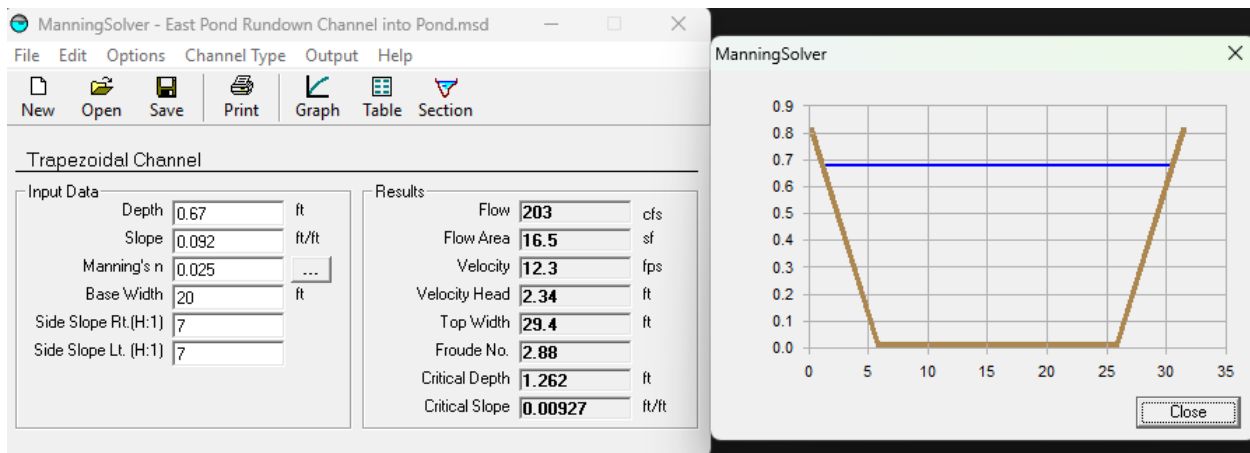 ManningSolver - East Pond Rundown Channel into Pond.msd
File Edit Options Channel Type Output Help
New Open Save Print Graph Table Section
Trapezoidal Channel
Input Data
Depth 0.67 ft
Slope 0.092 ft/ft
Manning's n 0.025 ...
Base Width 20 ft
Side Slope Rt.(H:1) 7
Side Slope Lt. (H:1) 7
Results
Flow 203 cfs
Flow Area 16.5 sf
Velocity 12.3 fps
Velocity Head 2.34 ft
Top Width 29.4 ft
Froude No. 2.88
Critical Depth 1.262 ft
Critical Slope 0.00927 ft/ft
ManningSolver
0.9
0.8
0.7
0.6
0.5
0.4
0.3
0.2
0.1
0.0
0 5 10 15 20 25 30 35
Close